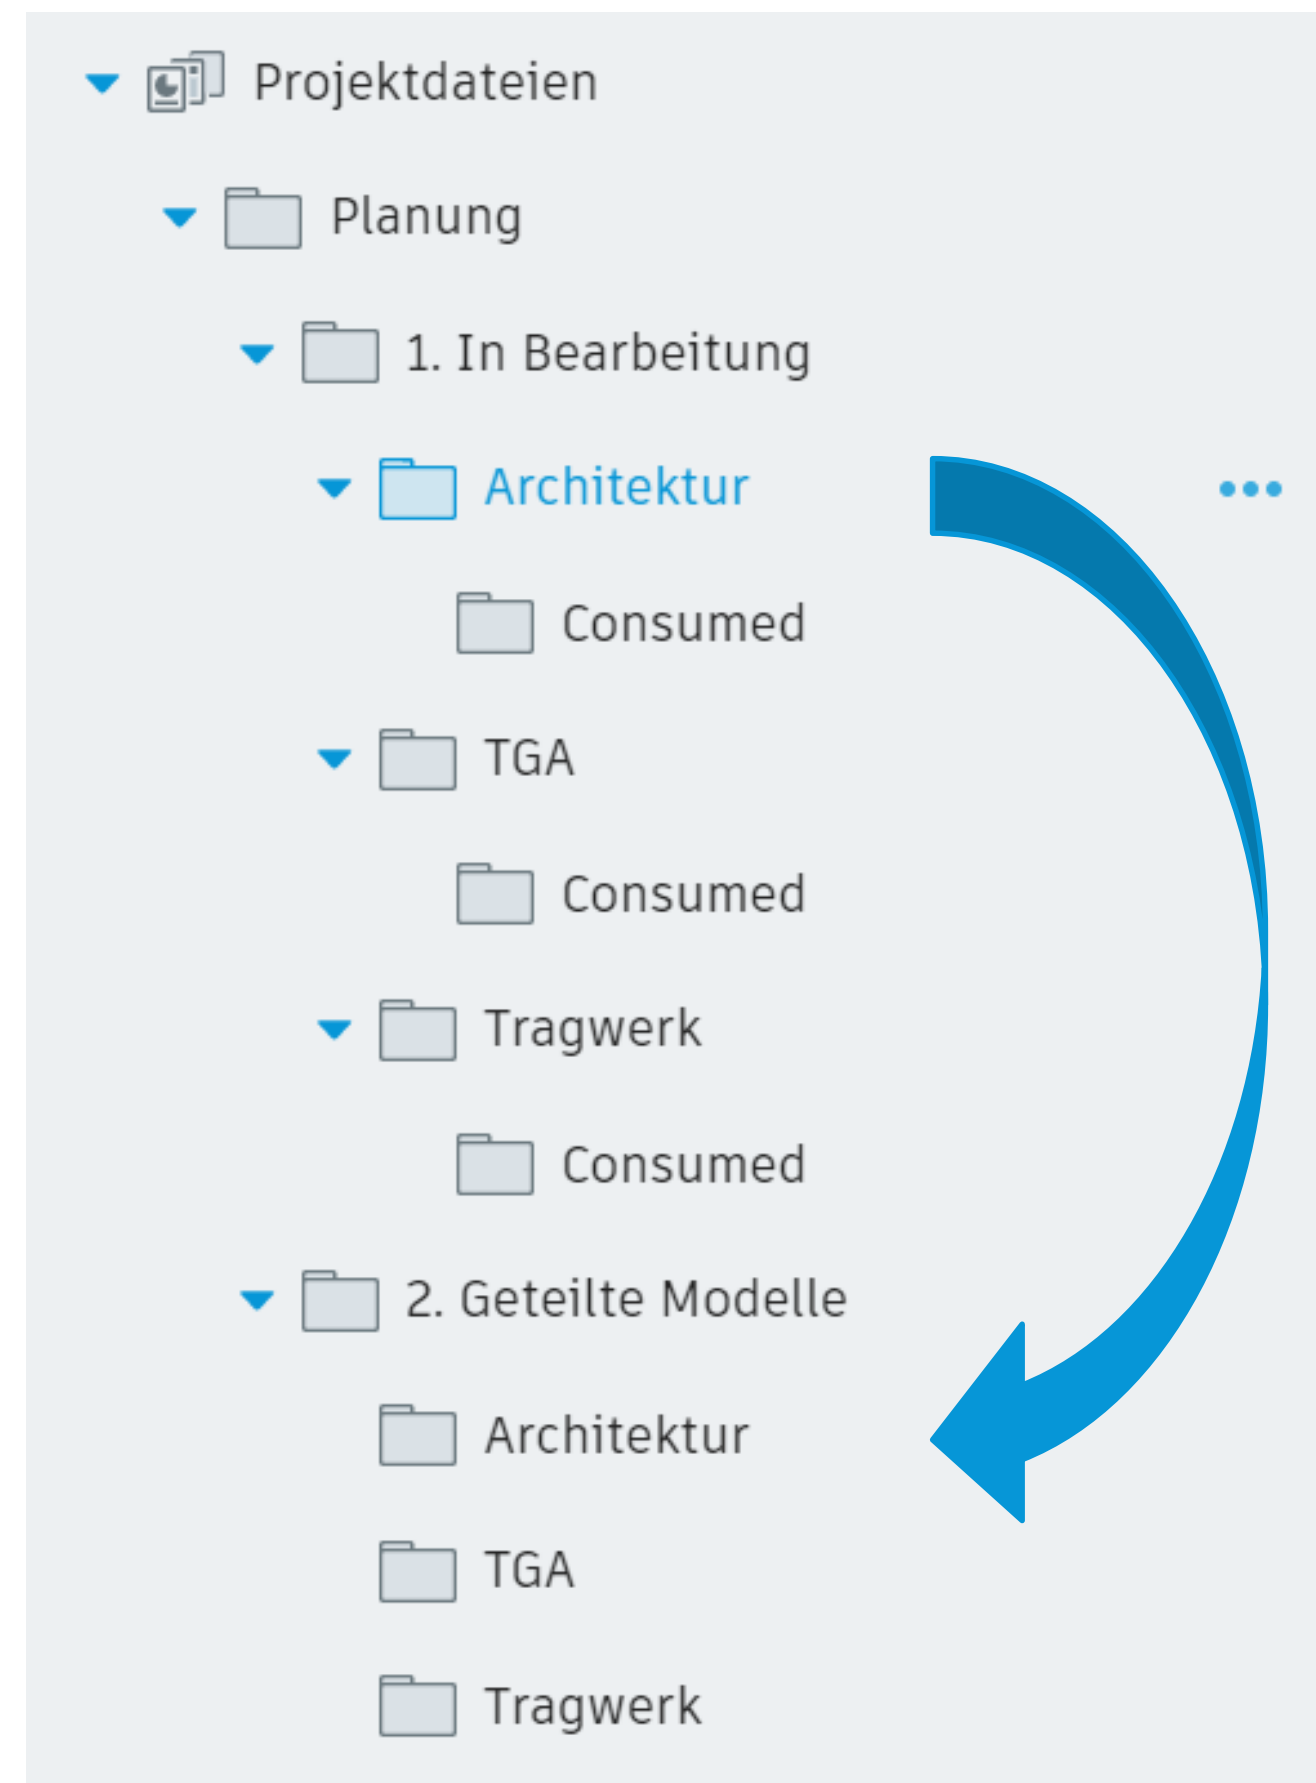 Projektdateien
Planung
1. In Bearbeitung
Architektur
Consumed
TGA
Consumed
Tragwerk
Consumed
2. Geteilte Modelle
Architektur
TGA
Tragwerk